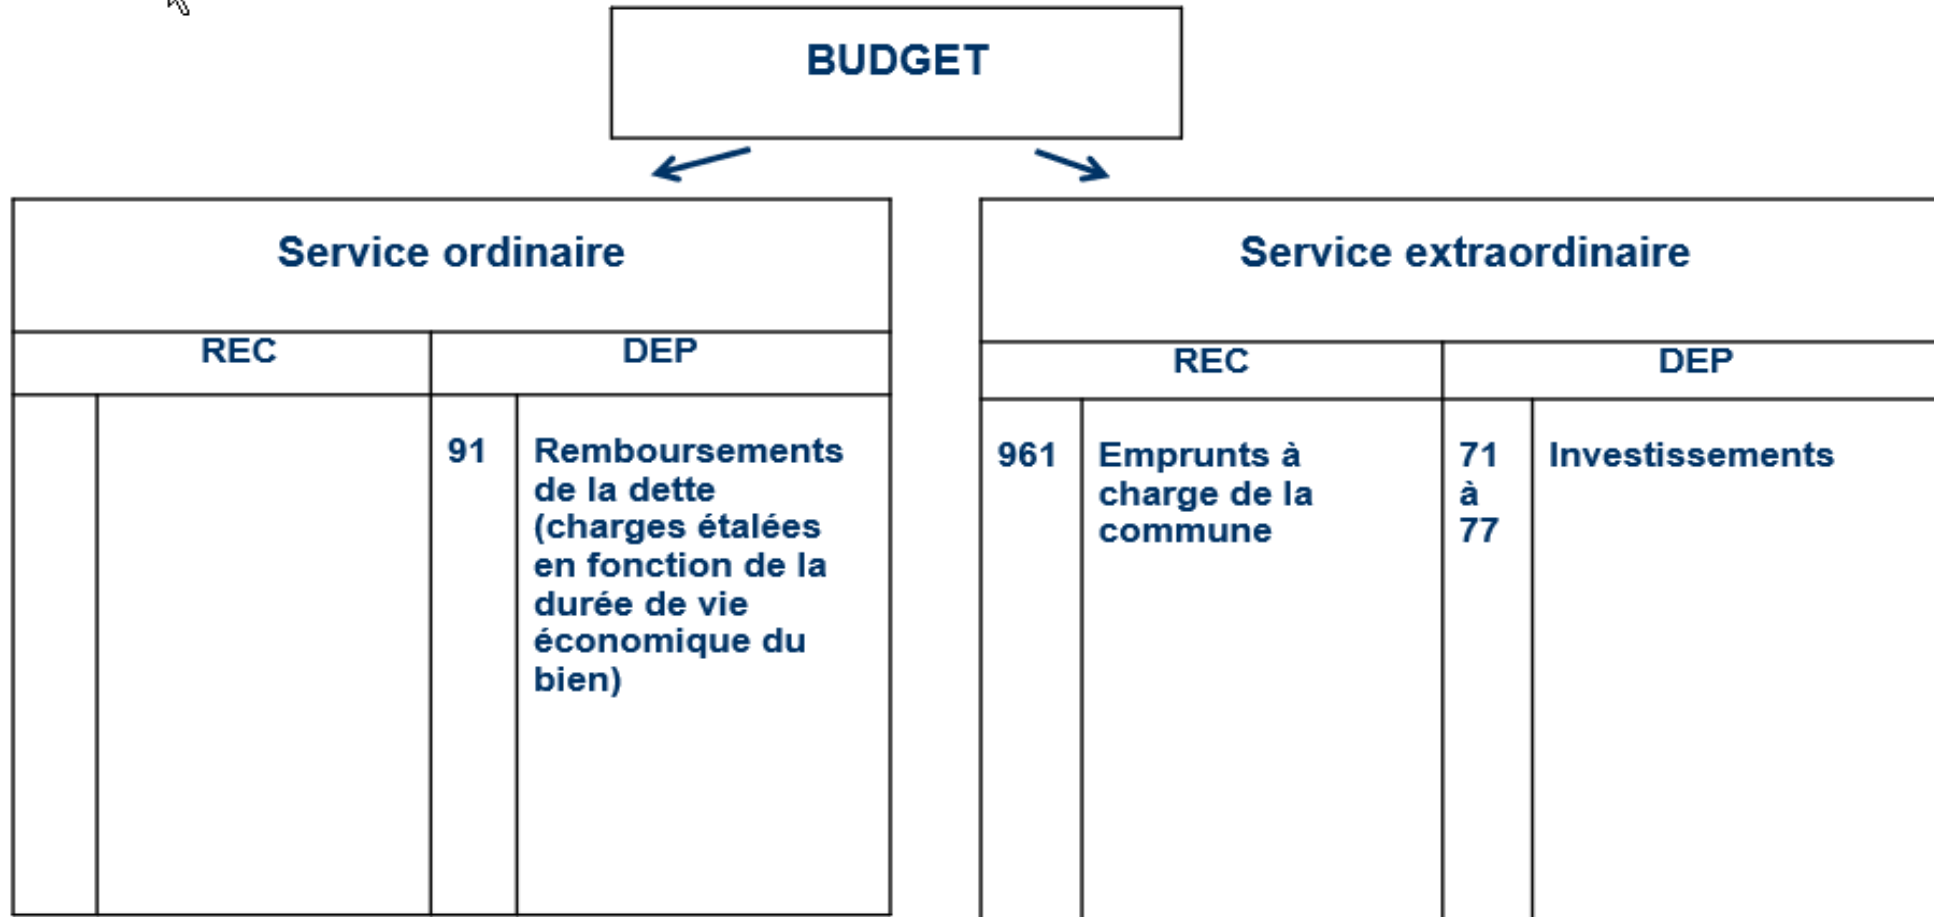 BUDGET
Service ordinaire
REC
DEP
91
Remboursements
de la dette
(charges étalées
en fonction de la
durée de vie
économique du
bien)
Service extraordinaire
REC
DEP
961
Emprunts à
charge de la
commune
71
à
77
Investissements